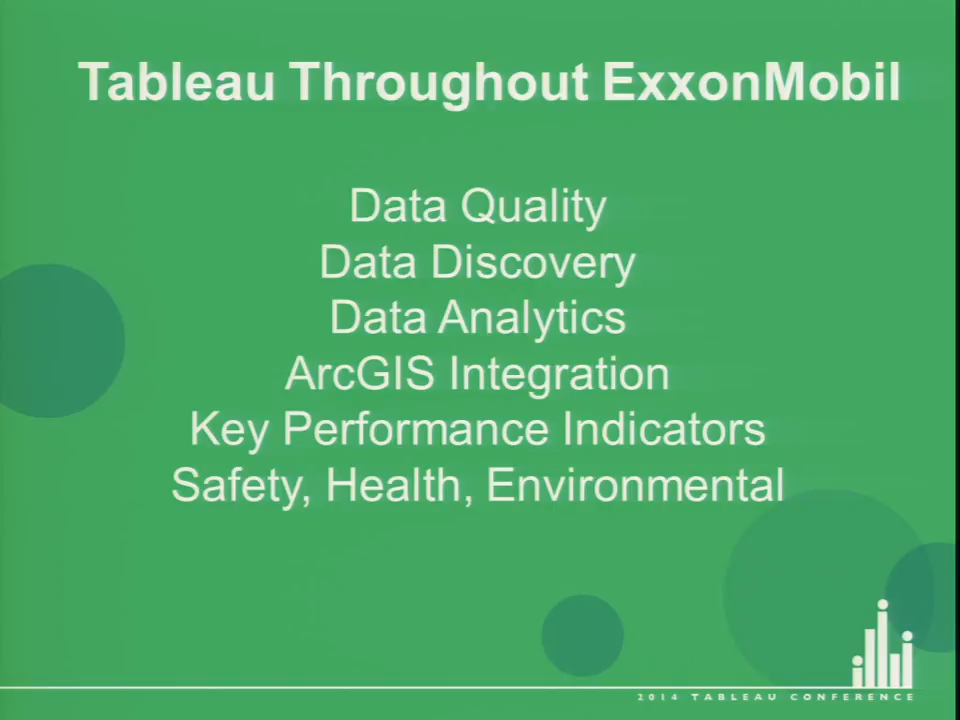 Tableau Throughout ExxonMobil
Data Quality
Data Discovery
Data Analytics
ArcGIS Integration
Key Performance Indicators
Safety, Health, Environmental
2014 TABLEAU CONFERENCE